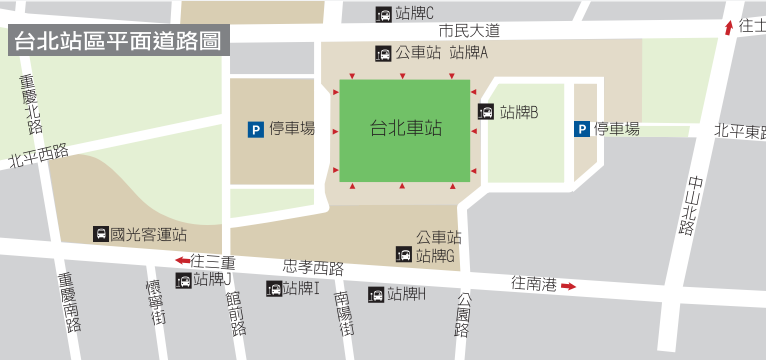 站牌C
市民大道
往士
台北站區平面道路圖
公車站 站牌A
重慶北路
站牌B
P 停車場
台北車站
P 停車場
北平東路
北平西路
中山北路
國光客運站
公車站
站牌G
往三重
忠孝西路
站牌J
站牌I
站牌H
往南港
重慶南路
懷寧街
館前路
南陽街
公園路